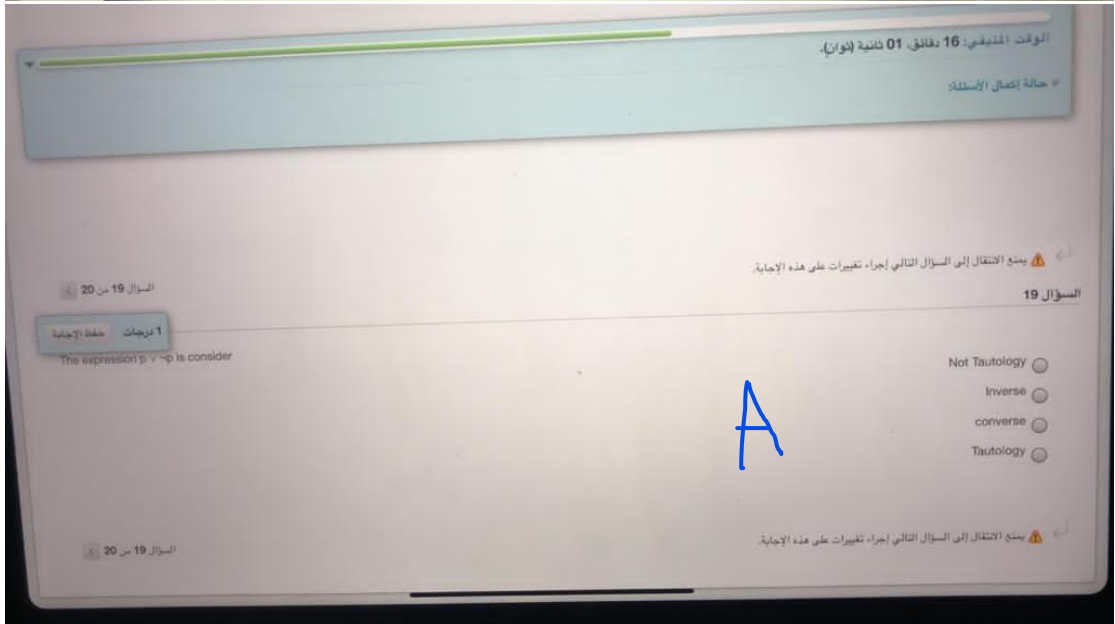 الوقت المتبقي: 16 دقائق، 01 ثانية (ثوان).
حالة إكمال الأسئلة:
يمنع الانتقال إلى السؤال التالي إجراء تغييرات على هذه الإجابة.
السؤال 19 من 20
السؤال 19
1 درجات
حفظ الإجابة
The expression p ∨ ¬p is consider
Not Tautology
Inverse
converse
Tautology
A
يمنع الانتقال إلى السؤال التالي إجراء تغييرات على هذه الإجابة.
السؤال 19 من 20